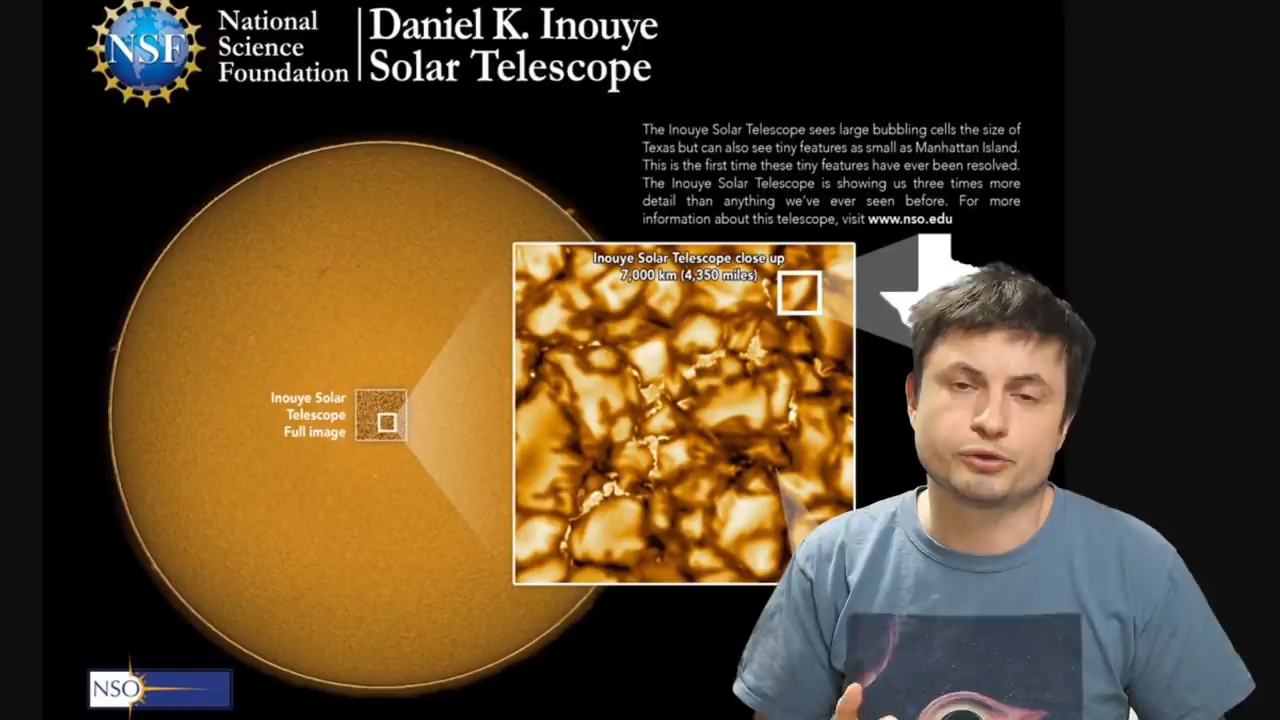 NSF
National
Science
Foundation
Daniel K. Inouye
Solar Telescope
The Inouye Solar Telescope sees large bubbling cells the size of
Texas but can also see tiny features as small as Manhattan Island.
This is the first time these tiny features have ever been resolved.
The Inouye Solar Telescope is showing us three times more
detail than anything we've ever seen before. For more
information about this telescope, visit www.nso.edu
Inouye Solar Telescope close up
7,000 km (4,350 miles)
Inouye Solar
Telescope
Full image
NSO